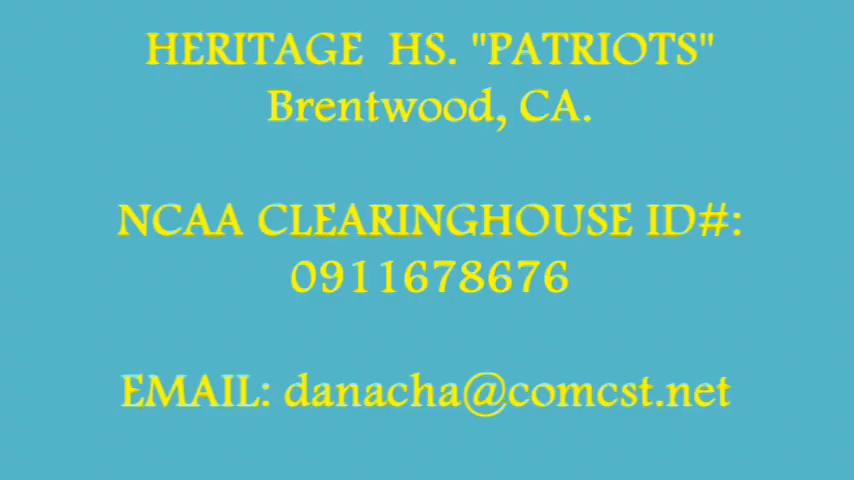 HERITAGE HS. "PATRIOTS"
Brentwood, CA.
NCAA CLEARINGHOUSE ID#:
0911678676
EMAIL: danacha@comcst.net